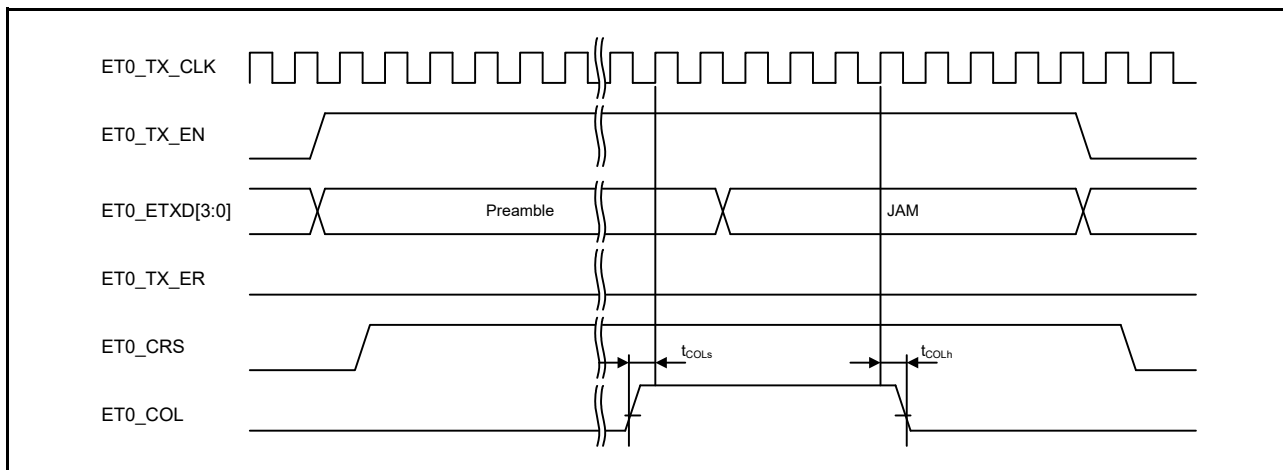 ET0_TX_CLK
ET0_TX_EN
ET0_ETXD[3:0] Preamble JAM
ET0_TX_ER
ET0_CRS
tCOLs tCOLh
ET0_COL